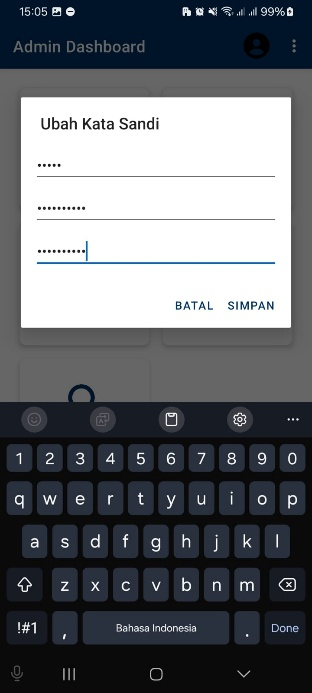 15:05 99%
Admin Dashboard
Ubah Kata Sandi
•••••
••••••••••
••••••••••
BATAL SIMPAN
1 2 3 4 5 6 7 8 9 0
q w e r t y u i o p
a s d f g h j k l
z x c v b n m
!#1 , Bahasa Indonesia . Done